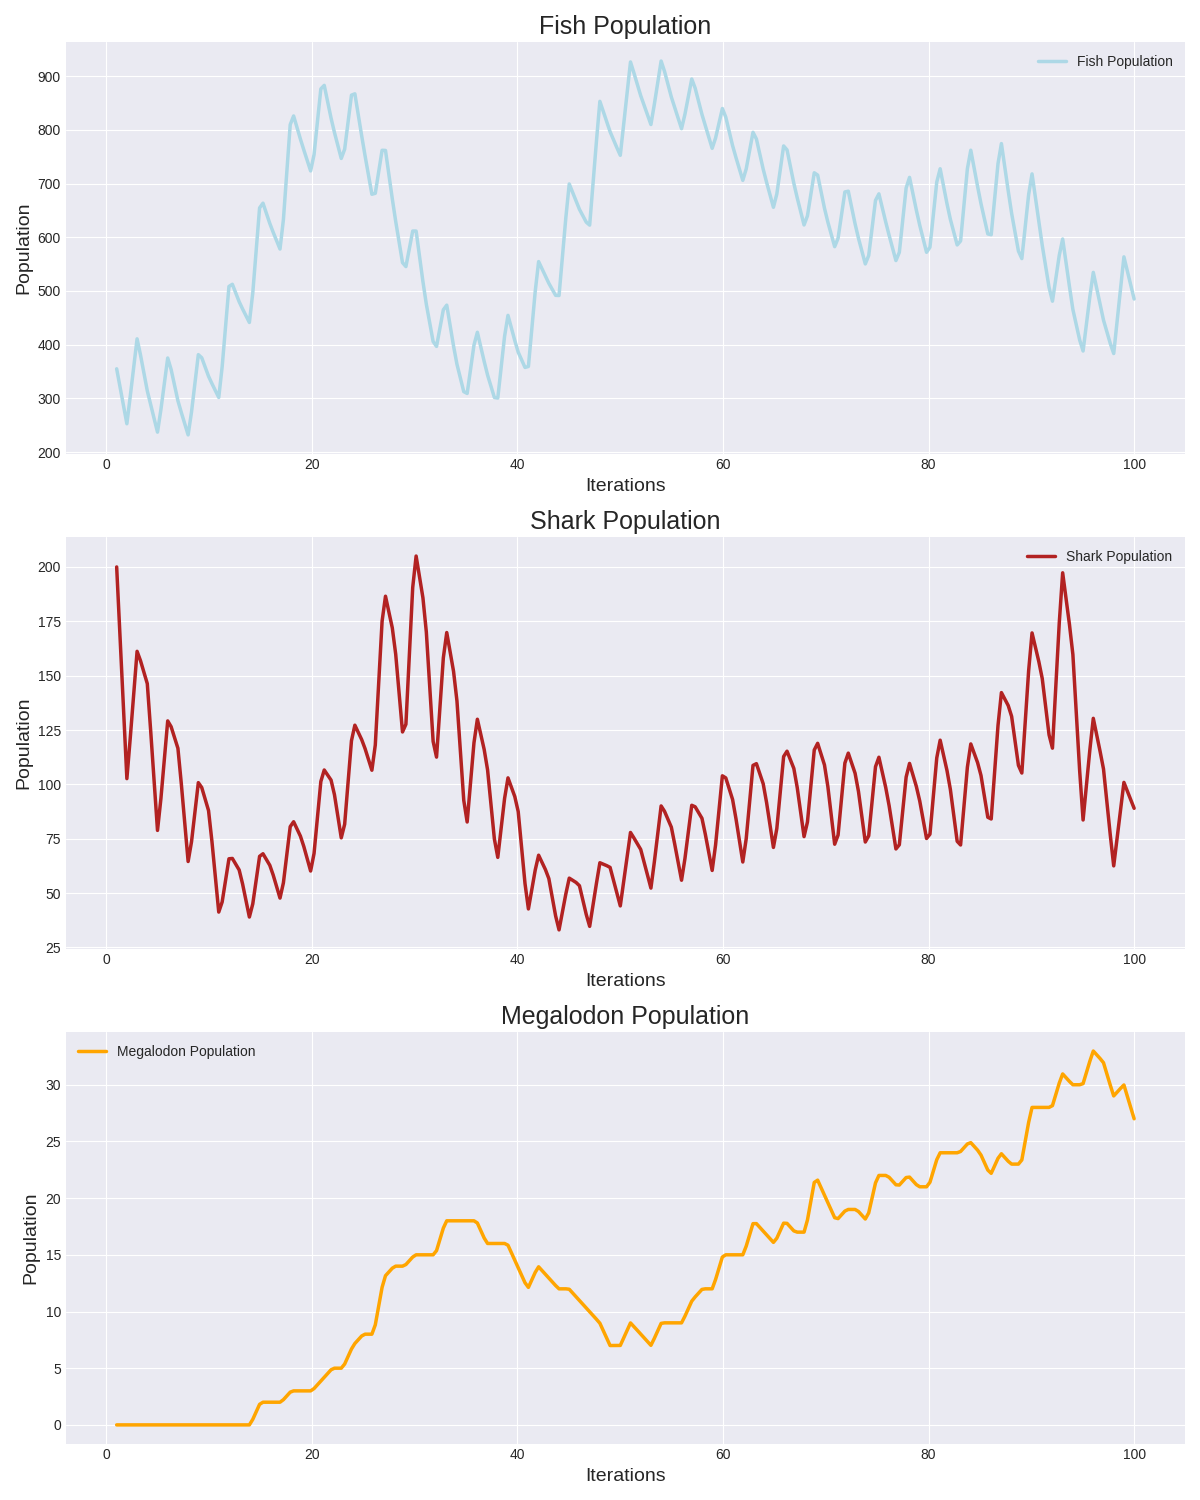 Fish Population
Fish Population
900
800
700
600
500
400
300
200
Population
0 20 40 60 80 100
Iterations
Shark Population
Shark Population
200
175
150
125
100
75
50
25
Population
0 20 40 60 80 100
Iterations
Megalodon Population
Megalodon Population
30
25
20
15
10
5
0
Population
0 20 40 60 80 100
Iterations